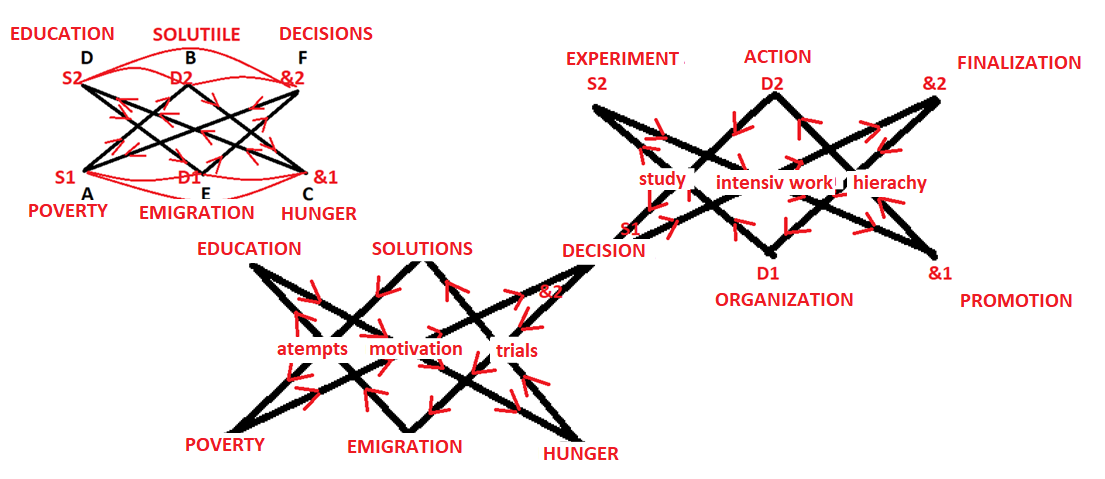 EDUCATION SOLUTIILE DECISIONS
D B F
S2 D2 &2
S1 D1 &1
A E C
POVERTY EMIGRATION HUNGER
EXPERIMENT ACTION FINALIZATION
S2 D2 &2
study intensiv work hierachy
S1
D1 &1
ORGANIZATION PROMOTION
EDUCATION SOLUTIONS DECISION
&2
atempts motivation trials
POVERTY EMIGRATION HUNGER